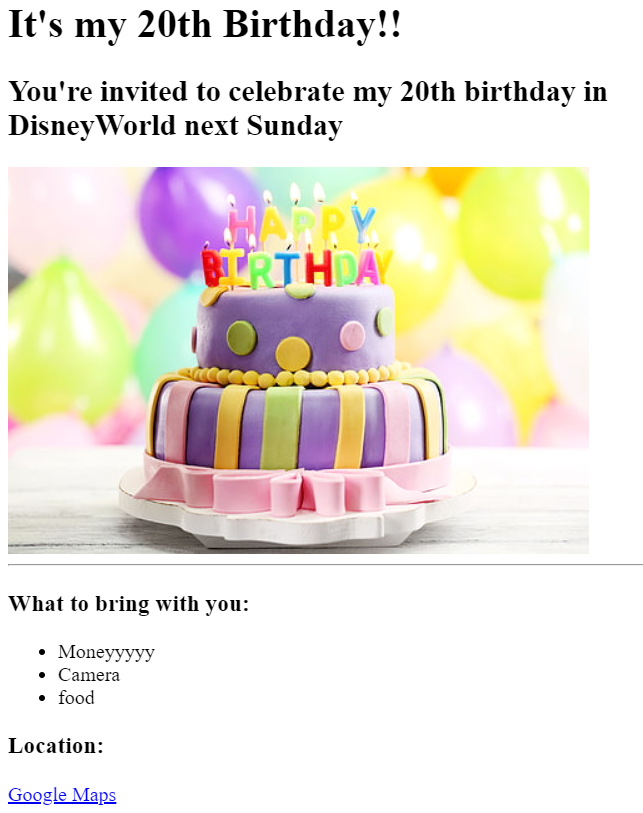 It's my 20th Birthday!!
You're invited to celebrate my 20th birthday in
DisneyWorld next Sunday
HAPPY
BIRTHDAY
What to bring with you:
Moneyyyyy
Camera
food
Location:
Google Maps